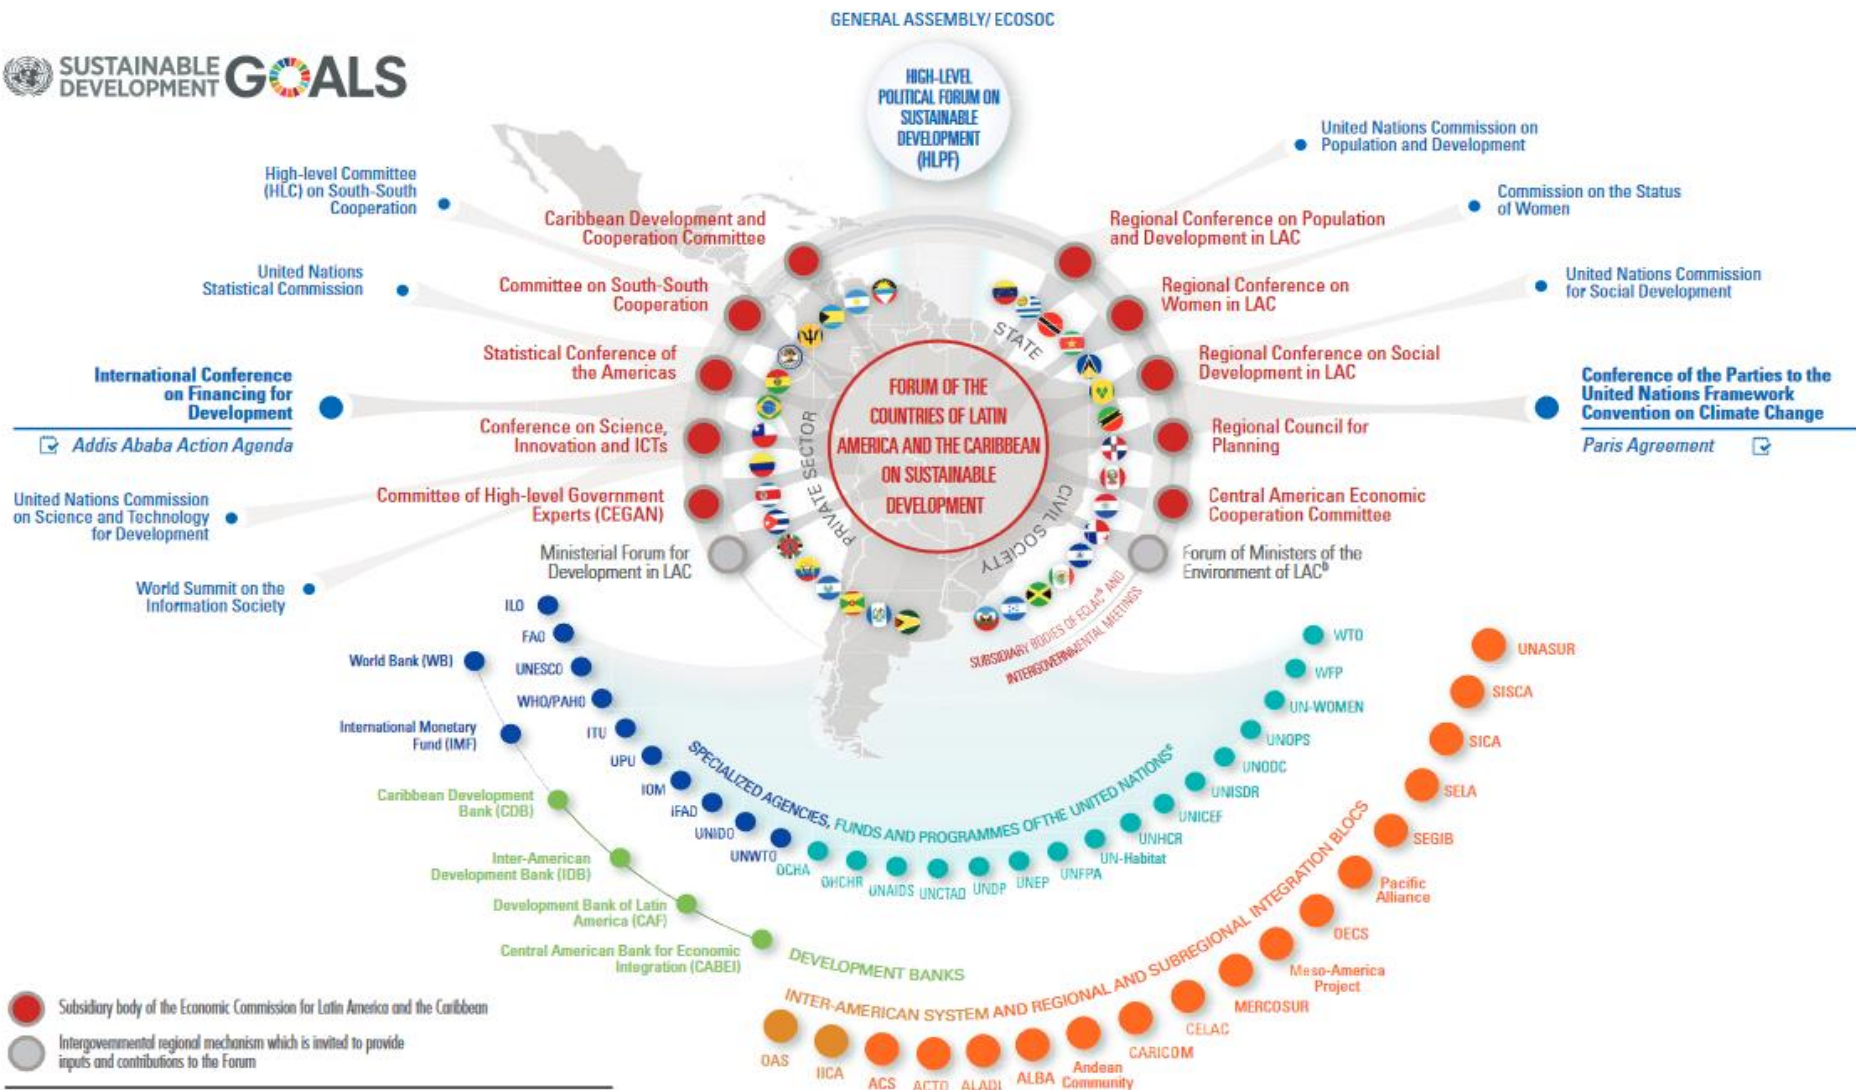 GENERAL ASSEMBLY/ ECOSOC
SUSTAINABLE
DEVELOPMENT
GOALS
HIGH-LEVEL
POLITICAL FORUM ON
SUSTAINABLE
DEVELOPMENT
(HLPF)
High-level Committee
(HLC) on South-South
Cooperation
United Nations
Statistical Commission
International Conference
on Financing for
Development
Addis Ababa Action Agenda
United Nations Commission
on Science and Technology
for Development
World Summit on the
Information Society
Caribbean Development and
Cooperation Committee
Committee on South-South
Cooperation
Statistical Conference of
the Americas
Conference on Science,
Innovation and ICTs
Committee of High-level Government
Experts (CEGAN)
Ministerial Forum for
Development in LAC
FORUM OF THE
COUNTRIES OF LATIN
AMERICA AND THE CARIBBEAN
ON SUSTAINABLE
DEVELOPMENT
PRIVATE SECTOR
STATE
CIVIL SOCIETY
United Nations Commission on
Population and Development
Commission on the Status
of Women
United Nations Commission
for Social Development
Conference of the Parties to the
United Nations Framework
Convention on Climate Change
Paris Agreement
Regional Conference on Population
and Development in LAC
Regional Conference on
Women in LAC
Regional Conference on Social
Development in LAC
Regional Council for
Planning
Central American Economic
Cooperation Committee
Forum of Ministers of the
Environment of LACᵇ
SUBSIDIARY BODIES OF ECLACᵃ AND
INTERGOVERNMENTAL MEETINGS
ILO
FAO
UNESCO
WHO/PAHO
ITU
UPU
IOM
IFAD
UNIDO
UNWTO
OCHA
OHCHR
UNAIDS
UNCTAD
UNDP
UNEP
UNFPA
UN-Habitat
UNHCR
UNICEF
UNISDR
UNODC
UNOPS
UN-WOMEN
WFP
WTO
SPECIALIZED AGENCIES, FUNDS AND PROGRAMMES OF THE UNITED NATIONSᶜ
World Bank (WB)
International Monetary
Fund (IMF)
Caribbean Development
Bank (CDB)
Inter-American
Development Bank (IDB)
Development Bank of Latin
America (CAF)
Central American Bank for Economic
Integration (CABEI)
DEVELOPMENT BANKS
INTER-AMERICAN SYSTEM AND REGIONAL AND SUBREGIONAL INTEGRATION BLOCS
OAS
IICA
ACS
ACTO
ALADI
ALBA
Andean
Community
CARICOM
CELAC
MERCOSUR
Meso-America
Project
OECS
Pacific
Alliance
SEGIB
SELA
SICA
SISCA
UNASUR
Subsidiary body of the Economic Commission for Latin America and the Caribbean
Intergovernmental regional mechanism which is invited to provide
inputs and contributions to the Forum